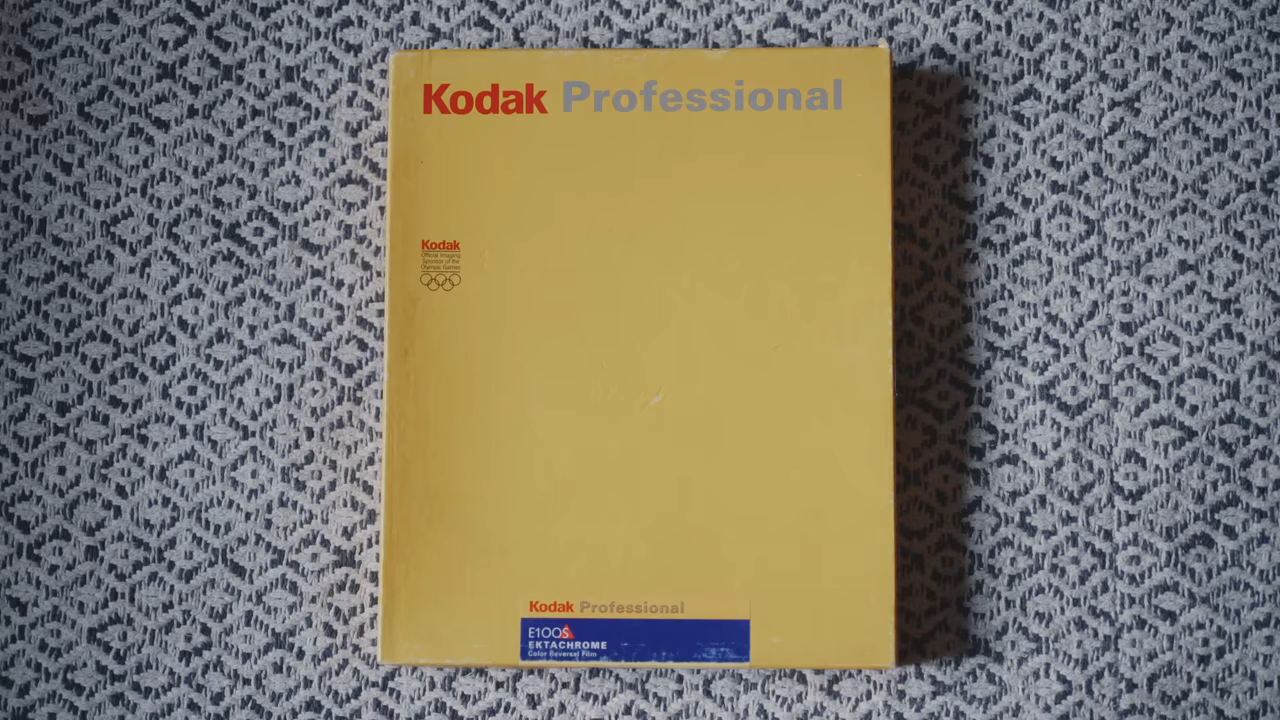 Kodak Professional
Kodak
Official Imaging
Sponsor of the
Olympic Games
Kodak Professional
E100S
EKTACHROME
Color Reversal Film